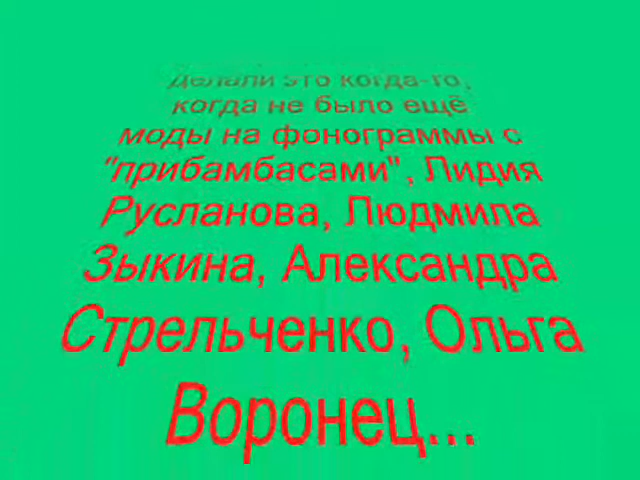 делали это когда-то,
когда не было ещё
моды на фонограммы с
"прибамбасами", Лидия
Русланова, Людмила
Зыкина, Александра
Стрельченко, Ольга
Воронец...